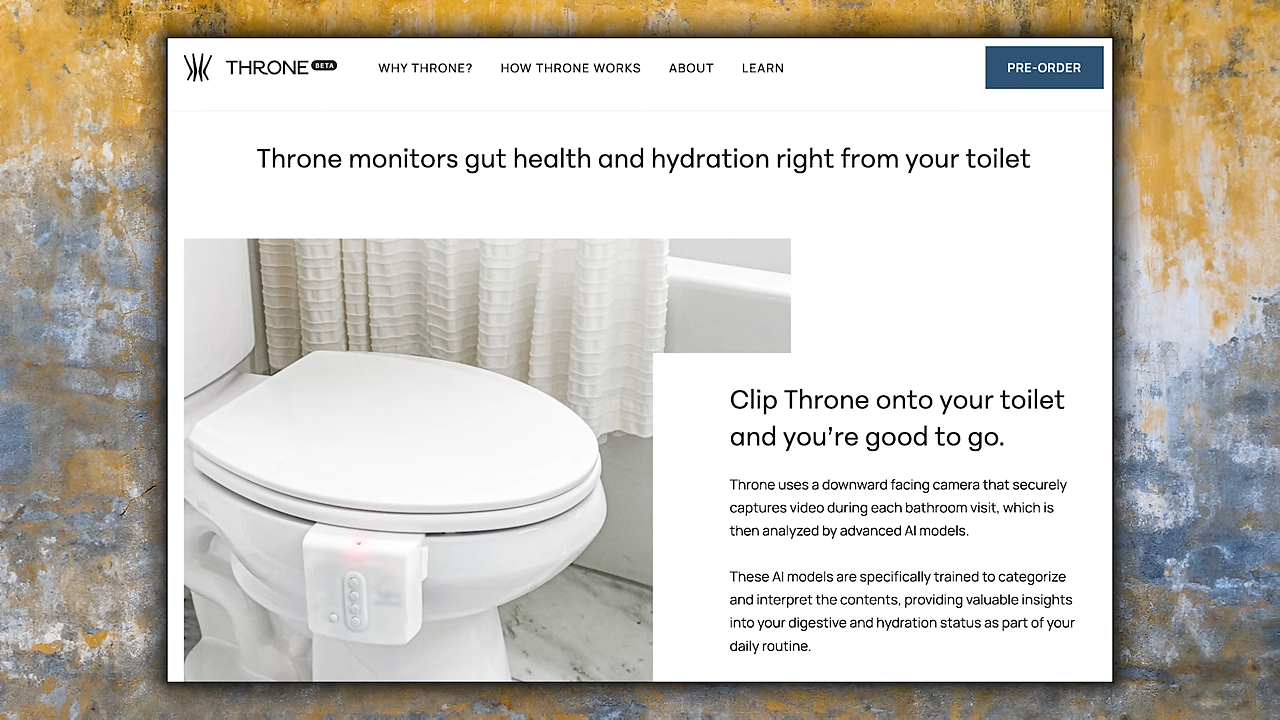 THRONE BETA WHY THRONE? HOW THRONE WORKS ABOUT LEARN PRE-ORDER
Throne monitors gut health and hydration right from your toilet
Clip Throne onto your toilet
and you’re good to go.
Throne uses a downward facing camera that securely
captures video during each bathroom visit, which is
then analyzed by advanced AI models.
These AI models are specifically trained to categorize
and interpret the contents, providing valuable insights
into your digestive and hydration status as part of your
daily routine.